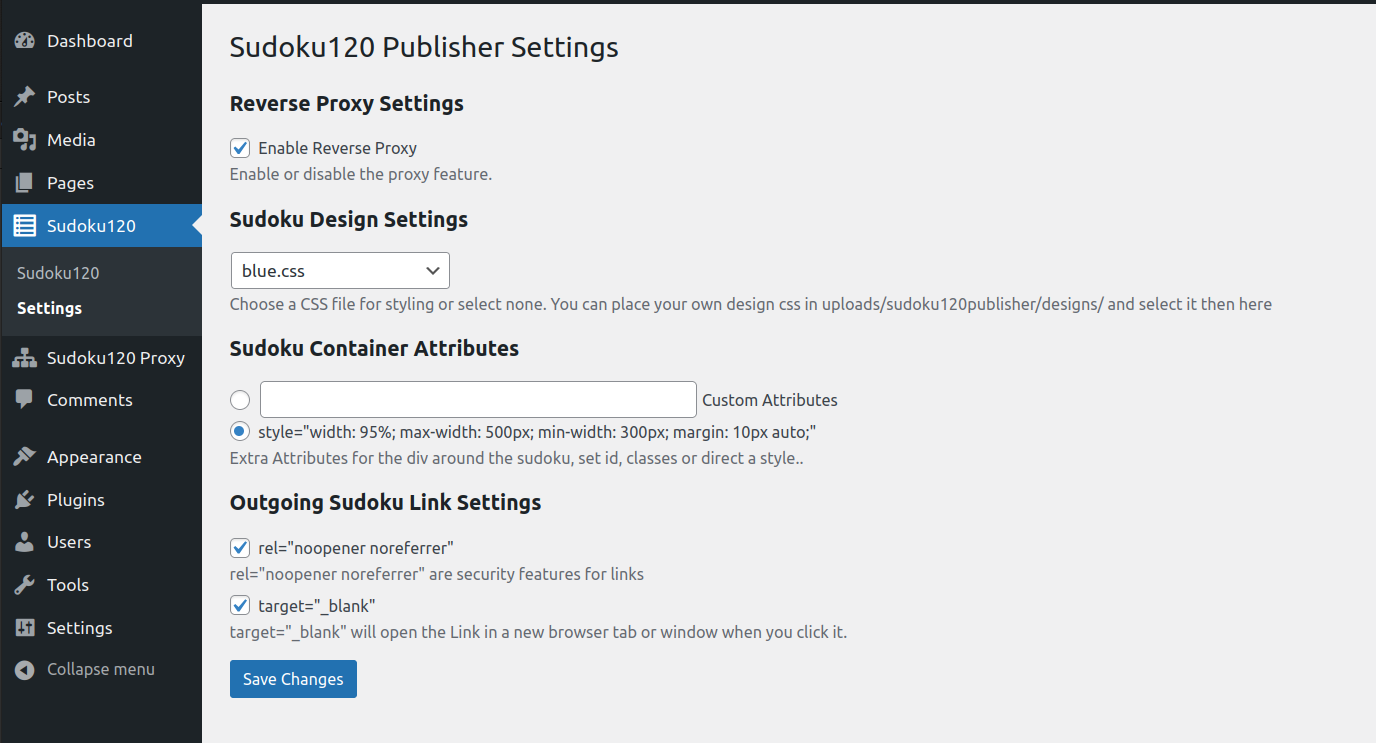 Dashboard
Posts
Media
Pages
Sudoku120
Sudoku120
Settings
Sudoku120 Proxy
Comments
Appearance
Plugins
Users
Tools
Settings
Collapse menu
Sudoku120 Publisher Settings
Reverse Proxy Settings
Enable Reverse Proxy
Enable or disable the proxy feature.
Sudoku Design Settings
blue.css
Choose a CSS file for styling or select none. You can place your own design css in uploads/sudoku120publisher/designs/ and select it then here
Sudoku Container Attributes
Custom Attributes
style="width: 95%; max-width: 500px; min-width: 300px; margin: 10px auto;"
Extra Attributes for the div around the sudoku, set id, classes or direct a style..
Outgoing Sudoku Link Settings
rel="noopener noreferrer"
rel="noopener noreferrer" are security features for links
target="_blank"
target="_blank" will open the Link in a new browser tab or window when you click it.
Save Changes